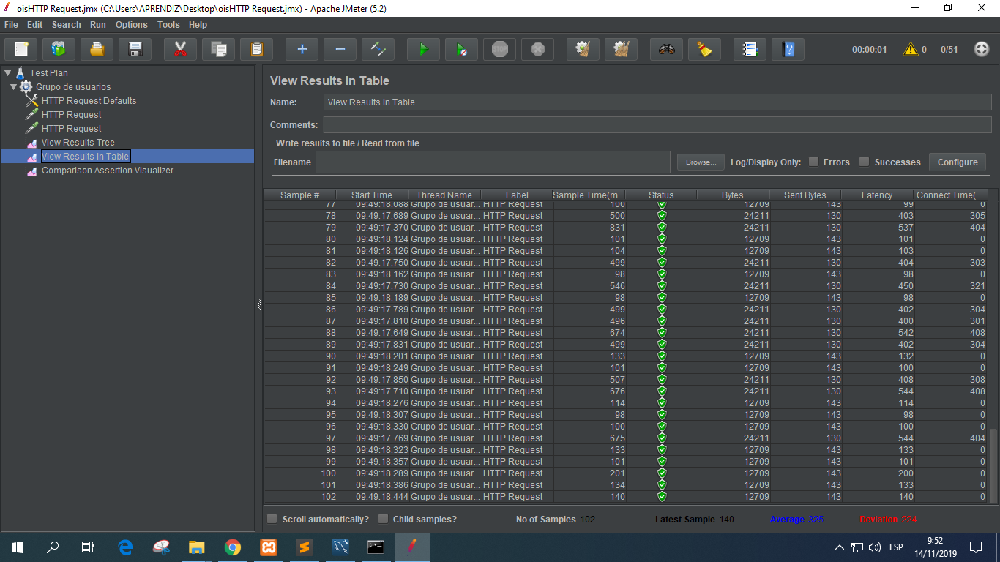 oisHTTP Request.jmx (C:\Users\APRENDIZ\Desktop\oisHTTP Request.jmx) - Apache JMeter (5.2)
File Edit Search Run Options Tools Help
STOP 00:00:01 0 0/51
Test Plan
Grupo de usuarios
HTTP Request Defaults
HTTP Request
HTTP Request
View Results Tree
View Results in Table
Comparison Assertion Visualizer
View Results in Table
Name: View Results in Table
Comments:
Write results to file / Read from file
Filename Browse... Log/Display Only: Errors Successes Configure
Sample # Start Time Thread Name Label Sample Time(m... Status Bytes Sent Bytes Latency Connect Time(...
77 09:49:18.088 Grupo de usuar... HTTP Request 100 12709 143 99 0
78 09:49:17.689 Grupo de usuar... HTTP Request 500 24211 130 403 305
79 09:49:17.370 Grupo de usuar... HTTP Request 831 24211 130 537 404
80 09:49:18.124 Grupo de usuar... HTTP Request 101 12709 143 101 0
81 09:49:18.126 Grupo de usuar... HTTP Request 104 12709 143 103 0
82 09:49:17.750 Grupo de usuar... HTTP Request 499 24211 130 404 303
83 09:49:18.162 Grupo de usuar... HTTP Request 98 12709 143 98 0
84 09:49:17.730 Grupo de usuar... HTTP Request 546 24211 130 450 321
85 09:49:18.189 Grupo de usuar... HTTP Request 98 12709 143 98 0
86 09:49:17.789 Grupo de usuar... HTTP Request 499 24211 130 402 304
87 09:49:17.810 Grupo de usuar... HTTP Request 496 24211 130 400 301
88 09:49:17.649 Grupo de usuar... HTTP Request 674 24211 130 542 408
89 09:49:17.831 Grupo de usuar... HTTP Request 499 24211 130 402 304
90 09:49:18.201 Grupo de usuar... HTTP Request 133 12709 143 132 0
91 09:49:18.249 Grupo de usuar... HTTP Request 101 12709 143 100 0
92 09:49:17.850 Grupo de usuar... HTTP Request 507 24211 130 408 308
93 09:49:17.710 Grupo de usuar... HTTP Request 676 24211 130 544 408
94 09:49:18.276 Grupo de usuar... HTTP Request 114 12709 143 114 0
95 09:49:18.307 Grupo de usuar... HTTP Request 98 12709 143 98 0
96 09:49:18.330 Grupo de usuar... HTTP Request 100 12709 143 100 0
97 09:49:17.769 Grupo de usuar... HTTP Request 675 24211 130 544 404
98 09:49:18.323 Grupo de usuar... HTTP Request 133 12709 143 133 0
99 09:49:18.357 Grupo de usuar... HTTP Request 101 12709 143 101 0
100 09:49:18.289 Grupo de usuar... HTTP Request 201 12709 143 200 0
101 09:49:18.386 Grupo de usuar... HTTP Request 134 12709 143 133 0
102 09:49:18.444 Grupo de usuar... HTTP Request 140 12709 143 140 0
Scroll automatically? Child samples? No of Samples 102 Latest Sample 140 Average 325 Deviation 224
ESP 9:52
14/11/2019